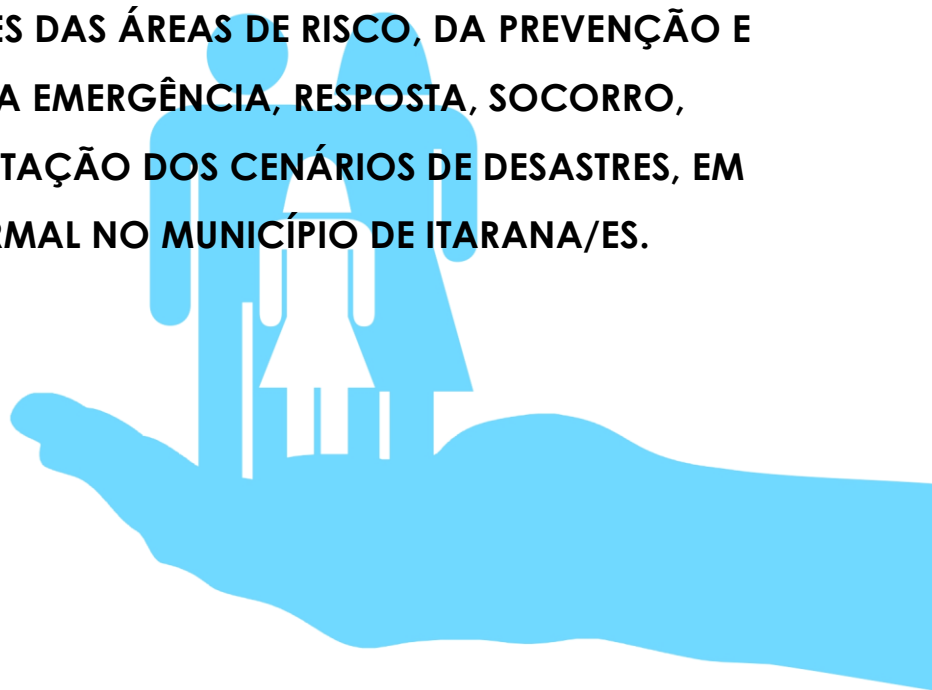 ES DAS ÁREAS DE RISCO, DA PREVENÇÃO E
A EMERGÊNCIA, RESPOSTA, SOCORRO,
TAÇÃO DOS CENÁRIOS DE DESASTRES, EM
RMAL NO MUNICÍPIO DE ITARANA/ES.